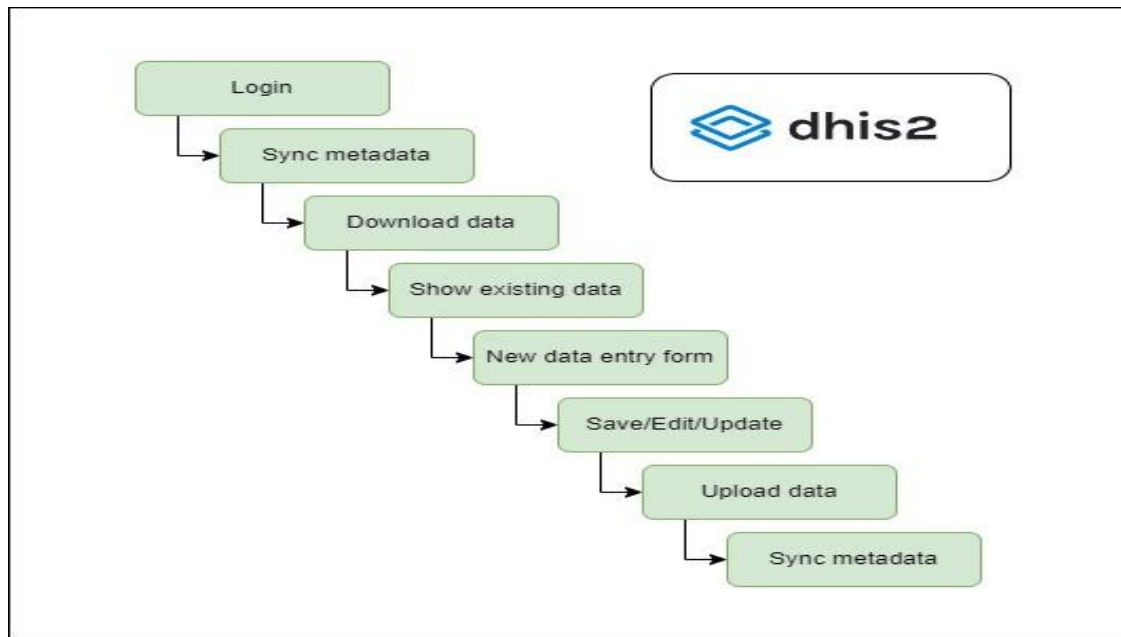 Login
dhis2
Sync metadata
Download data
Show existing data
New data entry form
Save/Edit/Update
Upload data
Sync metadata